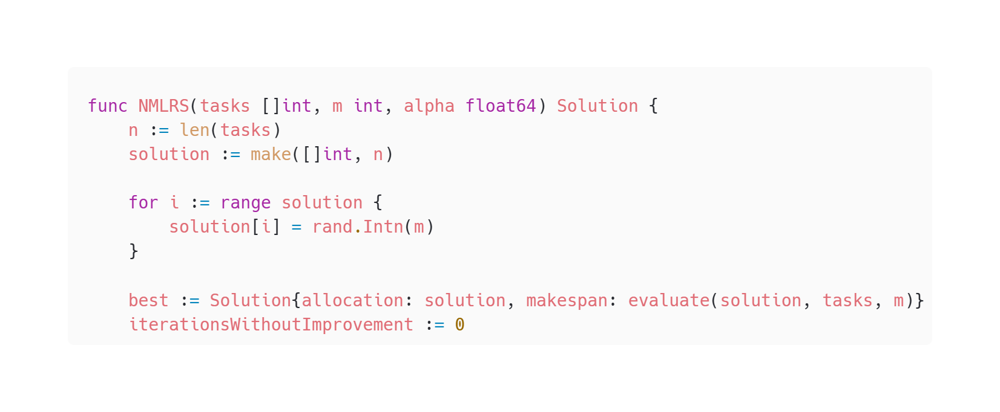 func NMLRS(tasks []int, m int, alpha float64) Solution {
    n := len(tasks)
    solution := make([]int, n)

    for i := range solution {
        solution[i] = rand.Intn(m)
    }

    best := Solution{allocation: solution, makespan: evaluate(solution, tasks, m)}
    iterationsWithoutImprovement := 0